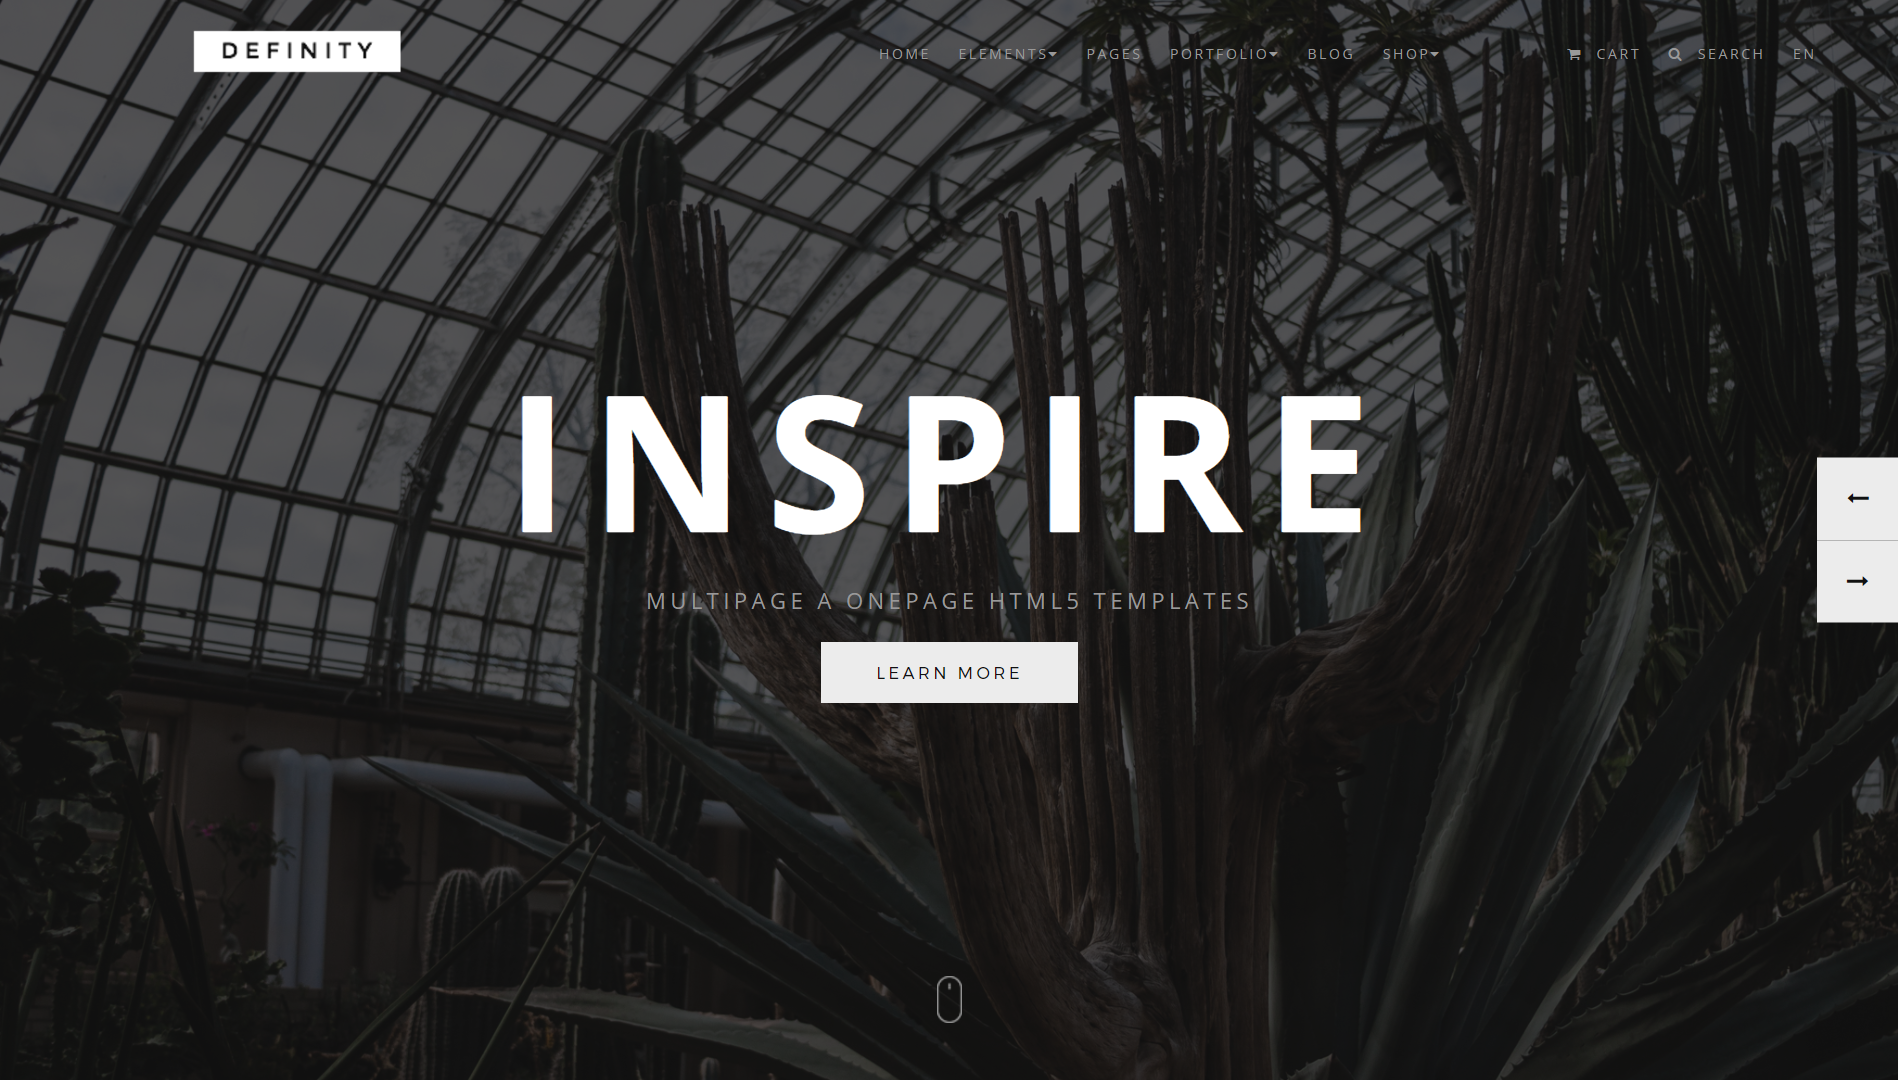 DEFINITY
HOME ELEMENTS PAGES PORTFOLIO BLOG SHOP CART SEARCH EN
INSPIRE
MULTIPAGE A ONEPAGE HTML5 TEMPLATES
LEARN MORE